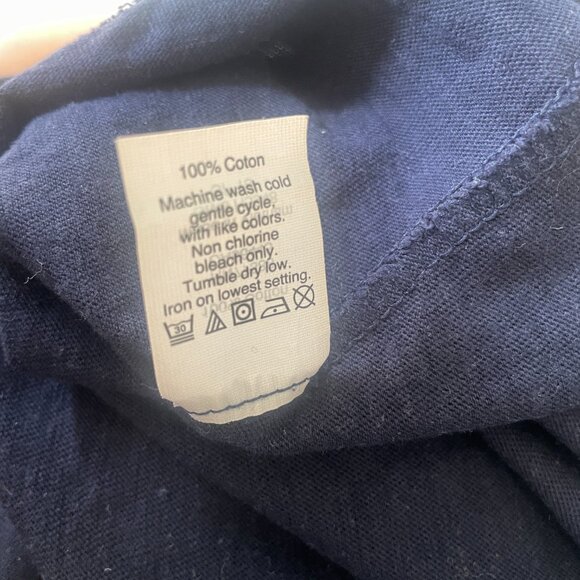 100% Coton
Machine wash cold
gentle cycle,
with like colors.
Non chlorine
bleach only.
Tumble dry low.
Iron on lowest setting.
30